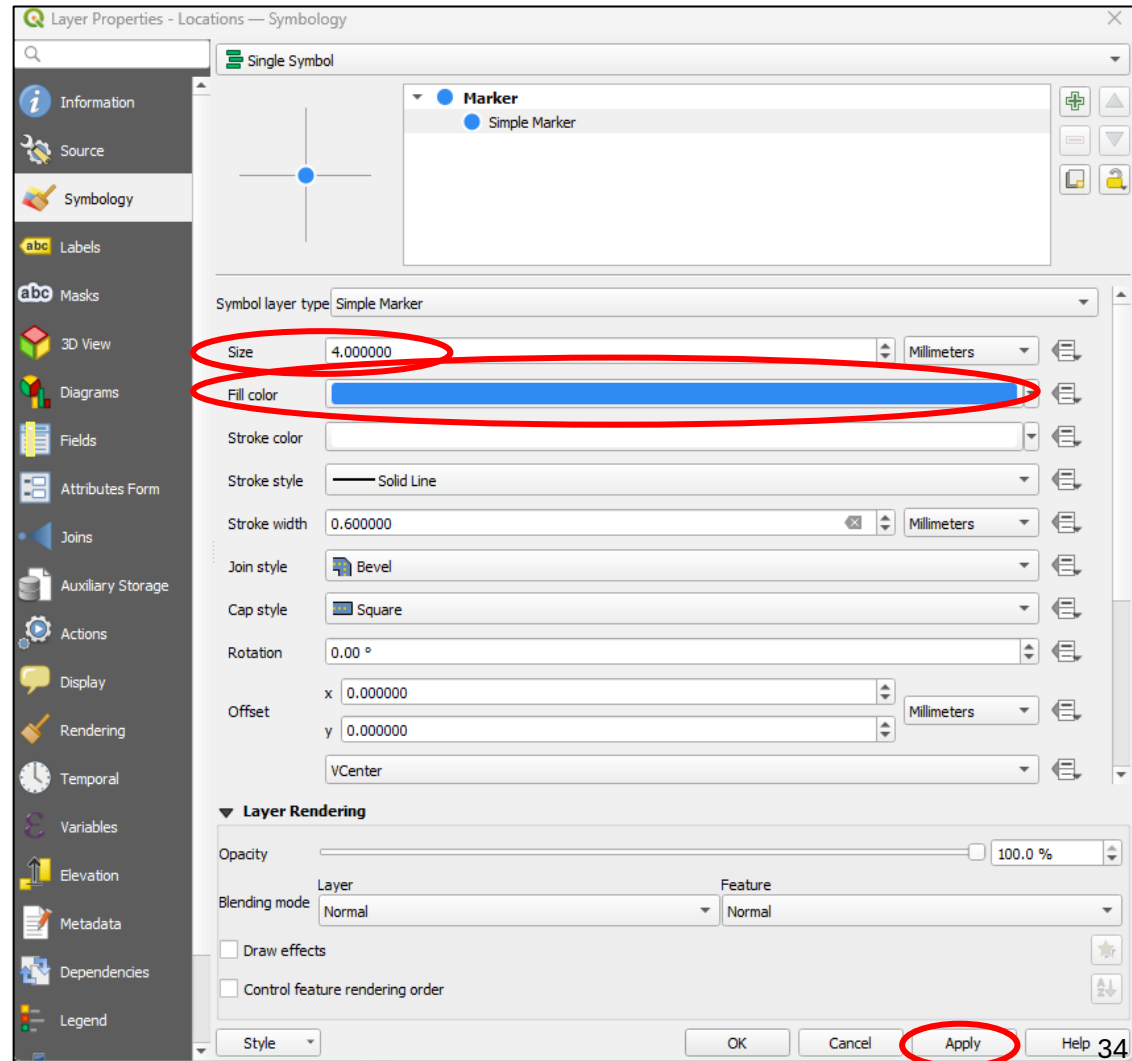 Layer Properties - Locations — Symbology
Single Symbol
Marker
Simple Marker
Information
Source
Symbology
abc Labels
abc Masks
3D View
Diagrams
Fields
Attributes Form
Joins
Auxiliary Storage
Actions
Display
Rendering
Temporal
Variables
Elevation
Metadata
Dependencies
Legend
Symbol layer type Simple Marker
Size 4.000000 Millimeters
Fill color
Stroke color
Stroke style Solid Line
Stroke width 0.600000 Millimeters
Join style Bevel
Cap style Square
Rotation 0.00 °
Offset x 0.000000 Millimeters
y 0.000000
VCenter
Layer Rendering
Opacity 100.0 %
Layer Feature
Blending mode Normal Normal
Draw effects
Control feature rendering order
Style OK Cancel Apply Help 34